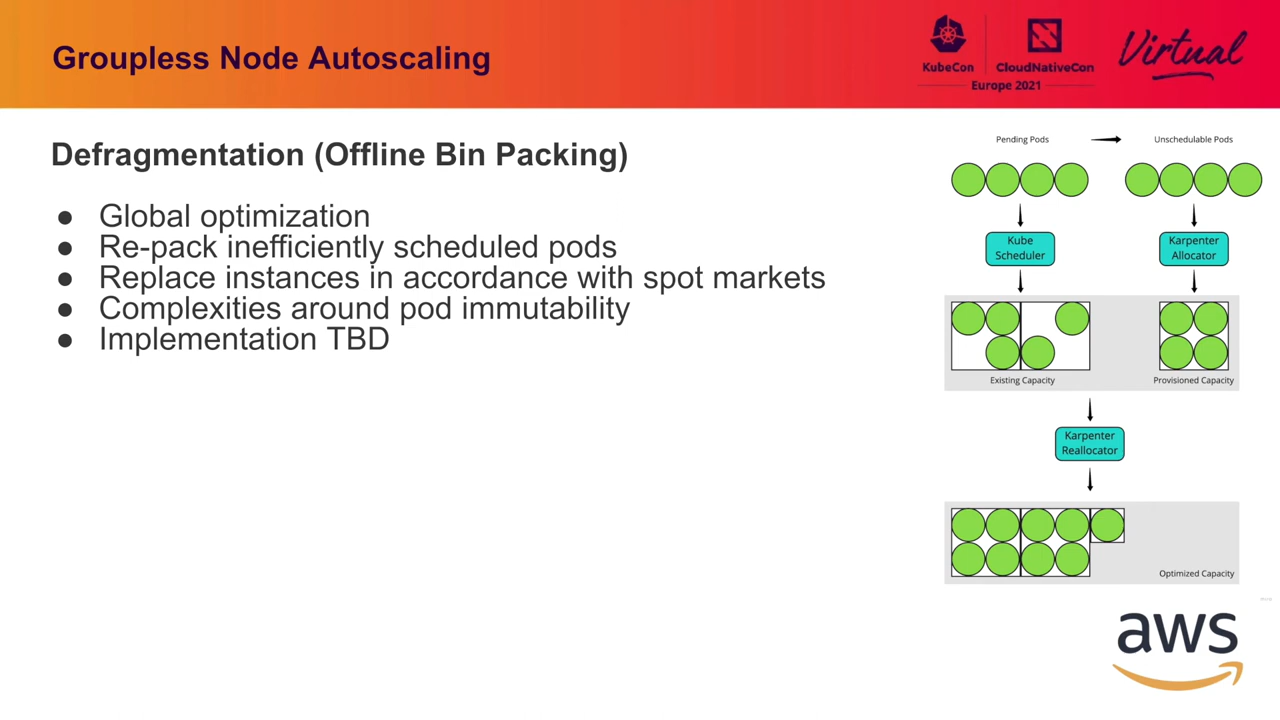 Groupless Node Autoscaling
KubeCon
CloudNativeCon
Europe 2021
Virtual
Defragmentation (Offline Bin Packing)
● Global optimization
● Re-pack inefficiently scheduled pods
● Replace instances in accordance with spot markets
● Complexities around pod immutability
● Implementation TBD
Pending Pods
Unschedulable Pods
Kube
Scheduler
Karpenter
Allocator
Existing Capacity
Provisioned Capacity
Karpenter
Reallocator
Optimized Capacity
aws